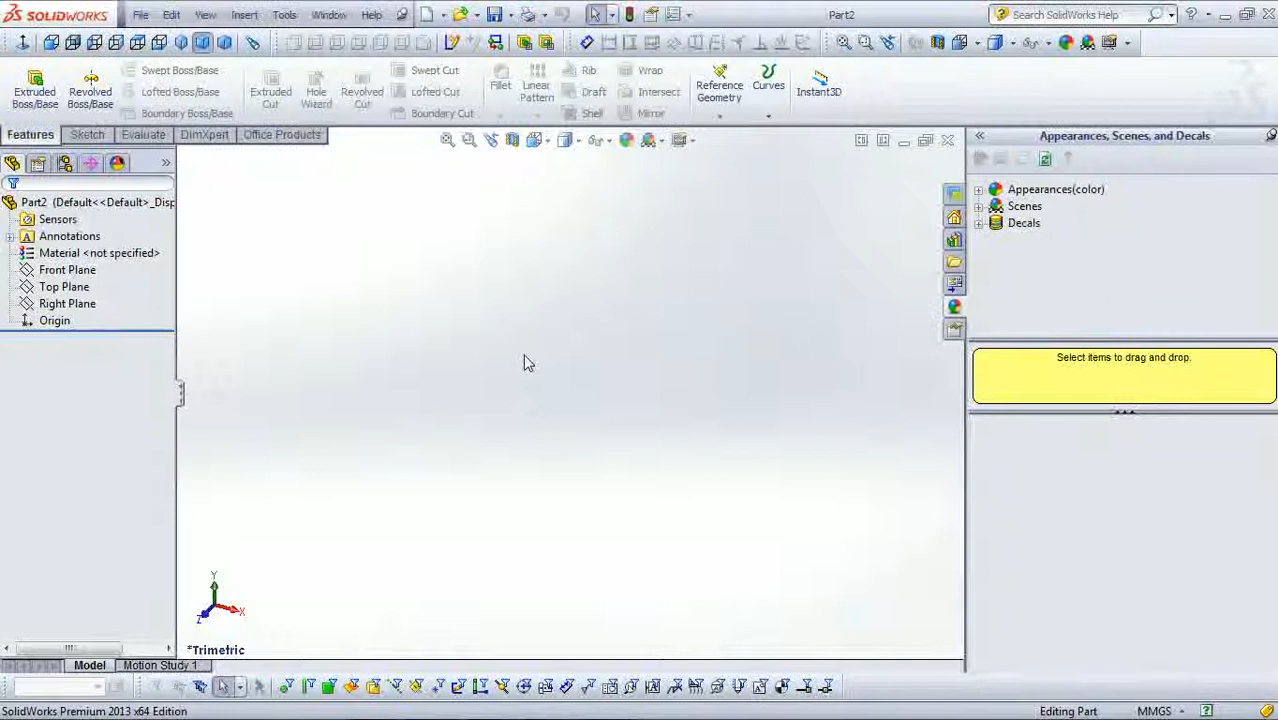 SOLIDWORKS File Edit View Insert Tools Window Help Part2 Search SolidWorks Help
Extruded Boss/Base
Revolved Boss/Base
Swept Boss/Base
Lofted Boss/Base
Boundary Boss/Base
Extruded Cut
Hole Wizard
Revolved Cut
Swept Cut
Lofted Cut
Boundary Cut
Fillet
Linear Pattern
Rib
Draft
Shell
Wrap
Intersect
Mirror
Reference Geometry
Curves
Instant3D
Features Sketch Evaluate DimXpert Office Products
Appearances, Scenes, and Decals
Part2 (Default<<Default>_Disp
Sensors
Annotations
Material <not specified>
Front Plane
Top Plane
Right Plane
Origin
Appearances(color)
Scenes
Decals
Select items to drag and drop.
Y
X
Z
*Trimetric
Model Motion Study 1
SolidWorks Premium 2013 x64 Edition Editing Part MMGS